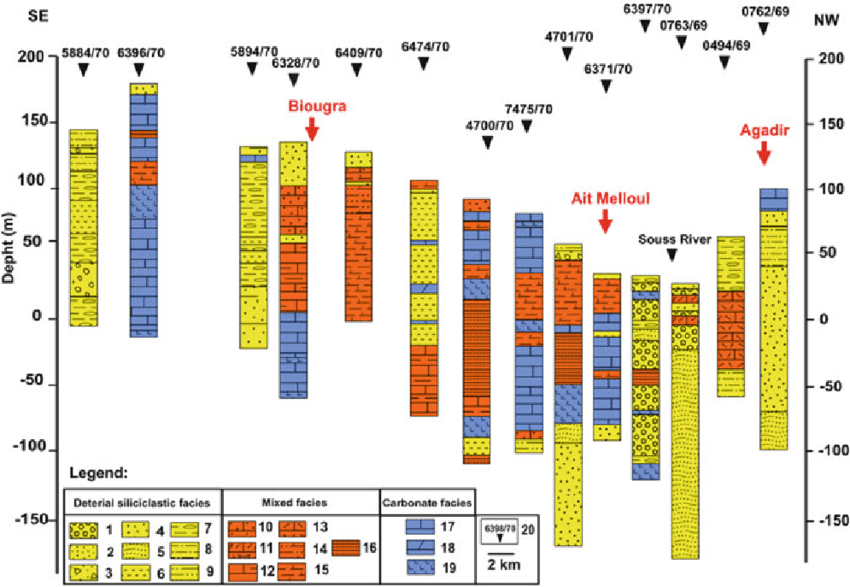 SE
NW
5884/70
6396/70
5894/70
6328/70
6409/70
6474/70
4700/70
7475/70
4701/70
6371/70
6397/70
0763/69
0494/69
0762/69
Biougra
Ait Melloul
Souss River
Agadir
Depht (m)
200
150
100
50
0
-50
-100
-150
200
150
100
50
0
-50
-100
-150
Legend:
Deterial siliciclastic facies
Mixed facies
Carbonate facies
1 4 7
2 5 8
3 6 9
10 13
11 14 16
12 15
17
18
19
6398/70 20
2 km